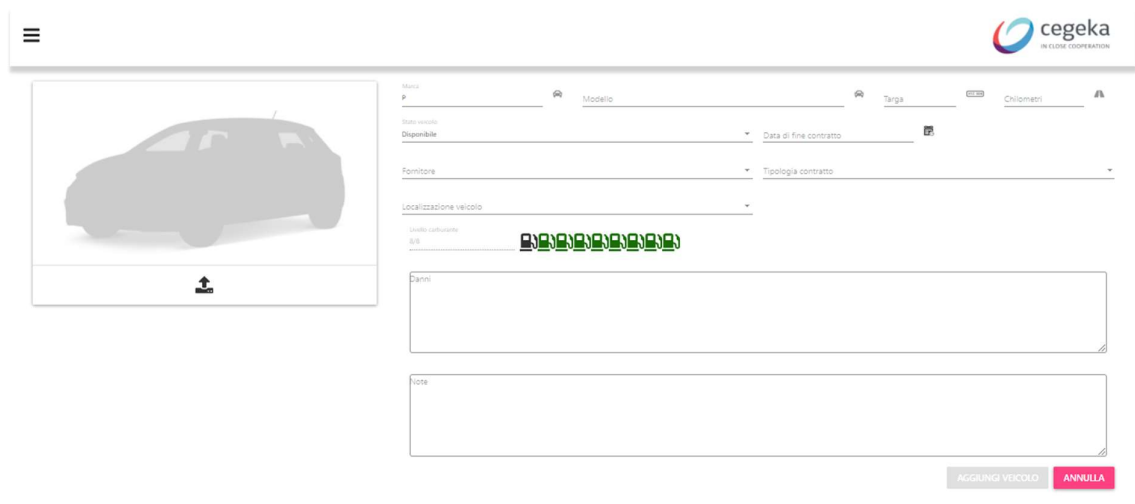 cegeka
IN CLOSE COOPERATION
Marca
P
Modello
Targa
Chilometri
Stato veicolo
Disponibile
Data di fine contratto
Fornitore
Tipologia contratto
Localizzazione veicolo
Livello carburante
8/8
Danni
Note
AGGIUNGI VEICOLO
ANNULLA